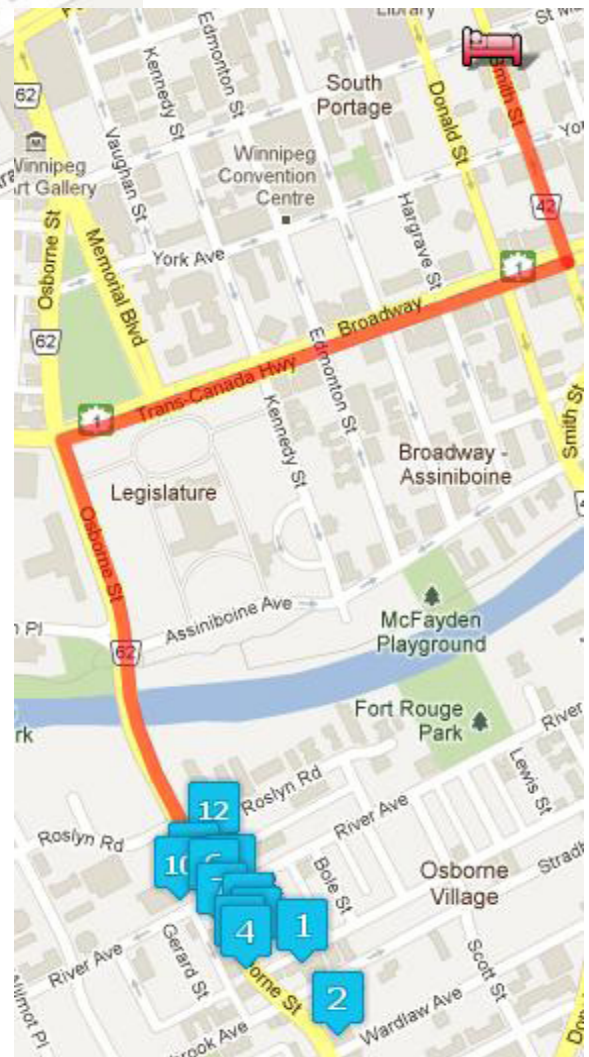 Library
St M
62
Kennedy St
Edmonton St
South
Portage
Donald St
Smith St
Vaughan St
Winnipeg
Art Gallery
Winnipeg
Convention
Centre
42
Hargrave St
Osborne St
Memorial Blvd
York Ave
1
62
Broadway
Trans-Canada Hwy
Edmonton St
1
Kennedy St
Smith St
Broadway -
Assiniboine
Legislature
Osborne St
Assiniboine Ave
McFayden
Playground
62
Fort Rouge
Park
River
Lewis St
Roslyn Rd
12
River Ave
Roslyn Rd
10
Bole St
Osborne
Village
4
1
Gerard St
River Ave
Scott St
2
Wardlaw Ave